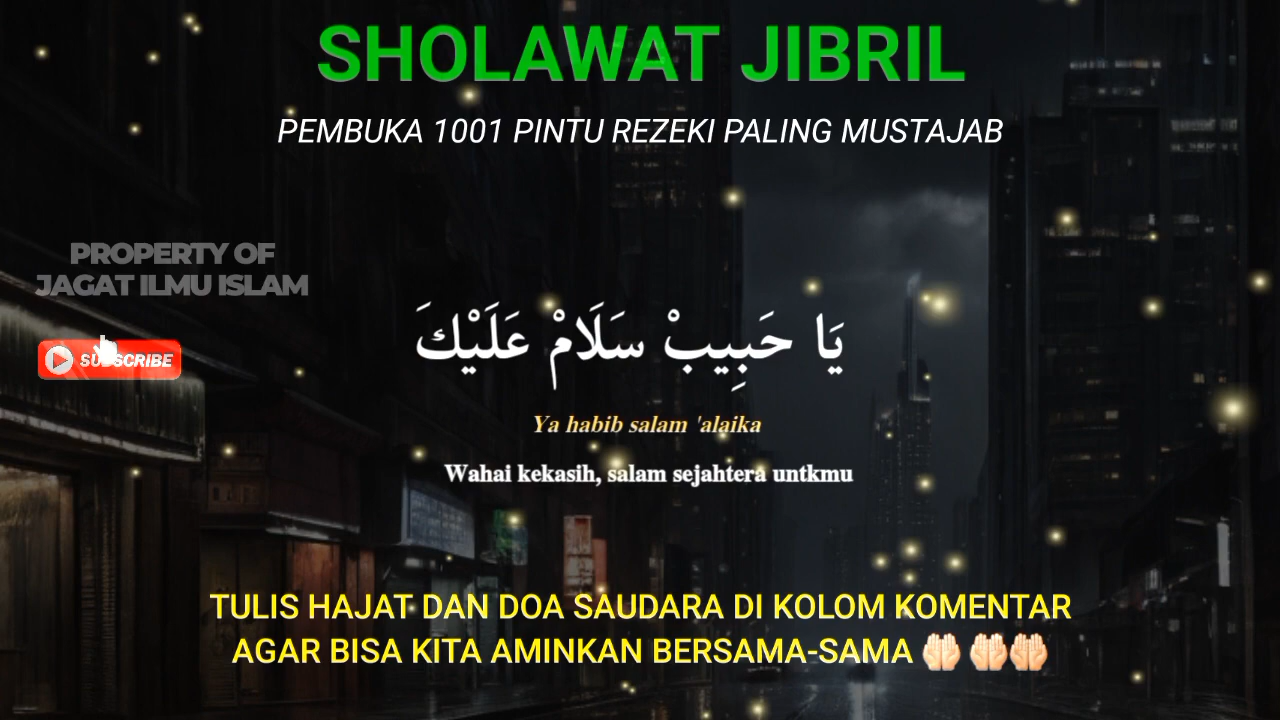 SHOLAWAT JIBRIL
PEMBUKA 1001 PINTU REZEKI PALING MUSTAJAB
PROPERTY OF
JAGAT ILMU ISLAM
SUBSCRIBE
يَا حَبِيبْ سَلَامْ عَلَيْكَ
Ya habib salam 'alaika
Wahai kekasih, salam sejahtera untkmu
TULIS HAJAT DAN DOA SAUDARA DI KOLOM KOMENTAR
AGAR BISA KITA AMINKAN BERSAMA-SAMA 🤲🏻🤲🏻🤲🏻